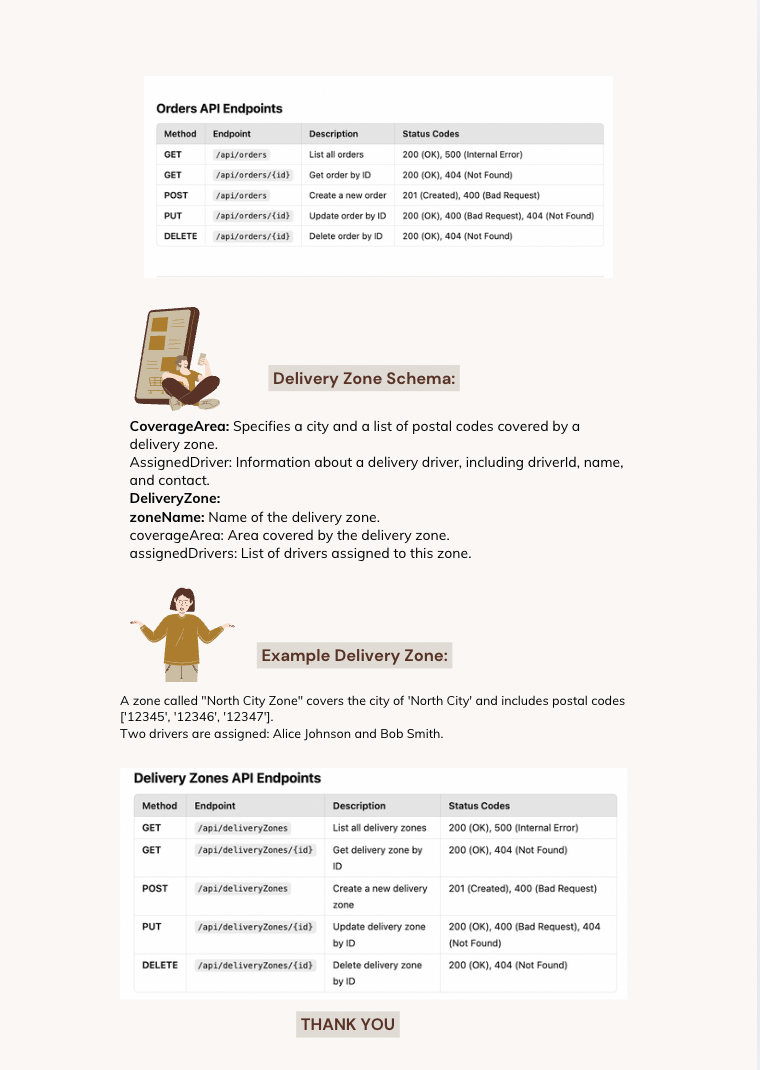 Orders API Endpoints
Method Endpoint Description Status Codes
GET /api/orders List all orders 200 (OK), 500 (Internal Error)
GET /api/orders/{id} Get order by ID 200 (OK), 404 (Not Found)
POST /api/orders Create a new order 201 (Created), 400 (Bad Request)
PUT /api/orders/{id} Update order by ID 200 (OK), 400 (Bad Request), 404 (Not Found)
DELETE /api/orders/{id} Delete order by ID 200 (OK), 404 (Not Found)
Delivery Zone Schema:
CoverageArea: Specifies a city and a list of postal codes covered by a
delivery zone.
AssignedDriver: Information about a delivery driver, including driverId, name,
and contact.
DeliveryZone:
zoneName: Name of the delivery zone.
coverageArea: Area covered by the delivery zone.
assignedDrivers: List of drivers assigned to this zone.
Example Delivery Zone:
A zone called "North City Zone" covers the city of 'North City' and includes postal codes
['12345', '12346', '12347'].
Two drivers are assigned: Alice Johnson and Bob Smith.
Delivery Zones API Endpoints
Method Endpoint Description Status Codes
GET /api/deliveryZones List all delivery zones 200 (OK), 500 (Internal Error)
GET /api/deliveryZones/{id} Get delivery zone by 200 (OK), 404 (Not Found)
ID
POST /api/deliveryZones Create a new delivery 201 (Created), 400 (Bad Request)
zone
PUT /api/deliveryZones/{id} Update delivery zone 200 (OK), 400 (Bad Request), 404
by ID (Not Found)
DELETE /api/deliveryZones/{id} Delete delivery zone 200 (OK), 404 (Not Found)
by ID
THANK YOU